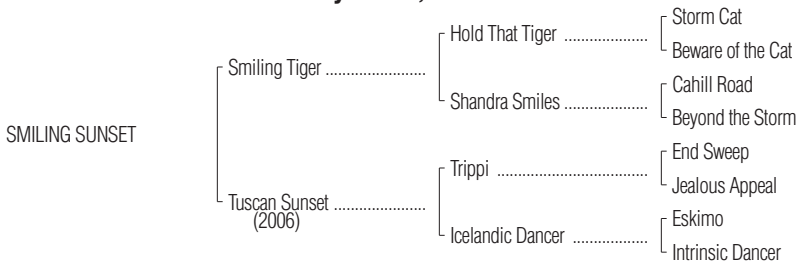 Storm Cat
Hold That Tiger ..................
Beware of the Cat
Smiling Tiger ........................
Cahill Road
Shandra Smiles ..................
Beyond the Storm
SMILING SUNSET
End Sweep
Trippi ................................
Jealous Appeal
Tuscan Sunset ......................
(2006)
Eskimo
Icelandic Dancer ................
Intrinsic Dancer